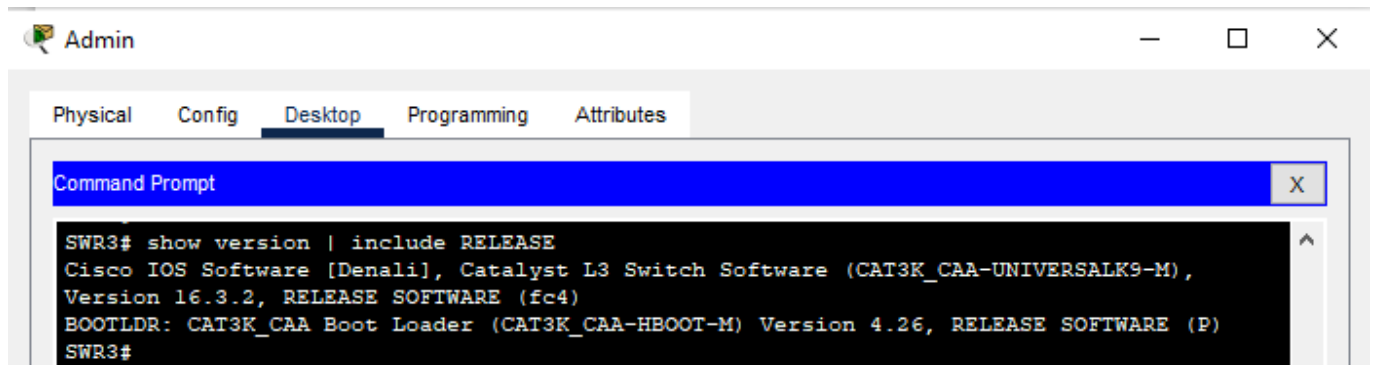 Admin
Physical Config Desktop Programming Attributes
Command Prompt
X
SWR3# show version | include RELEASE
Cisco IOS Software [Denali], Catalyst L3 Switch Software (CAT3K_CAA-UNIVERSALK9-M),
Version 16.3.2, RELEASE SOFTWARE (fc4)
BOOTLDR: CAT3K_CAA Boot Loader (CAT3K_CAA-HBOOT-M) Version 4.26, RELEASE SOFTWARE (P)
SWR3#